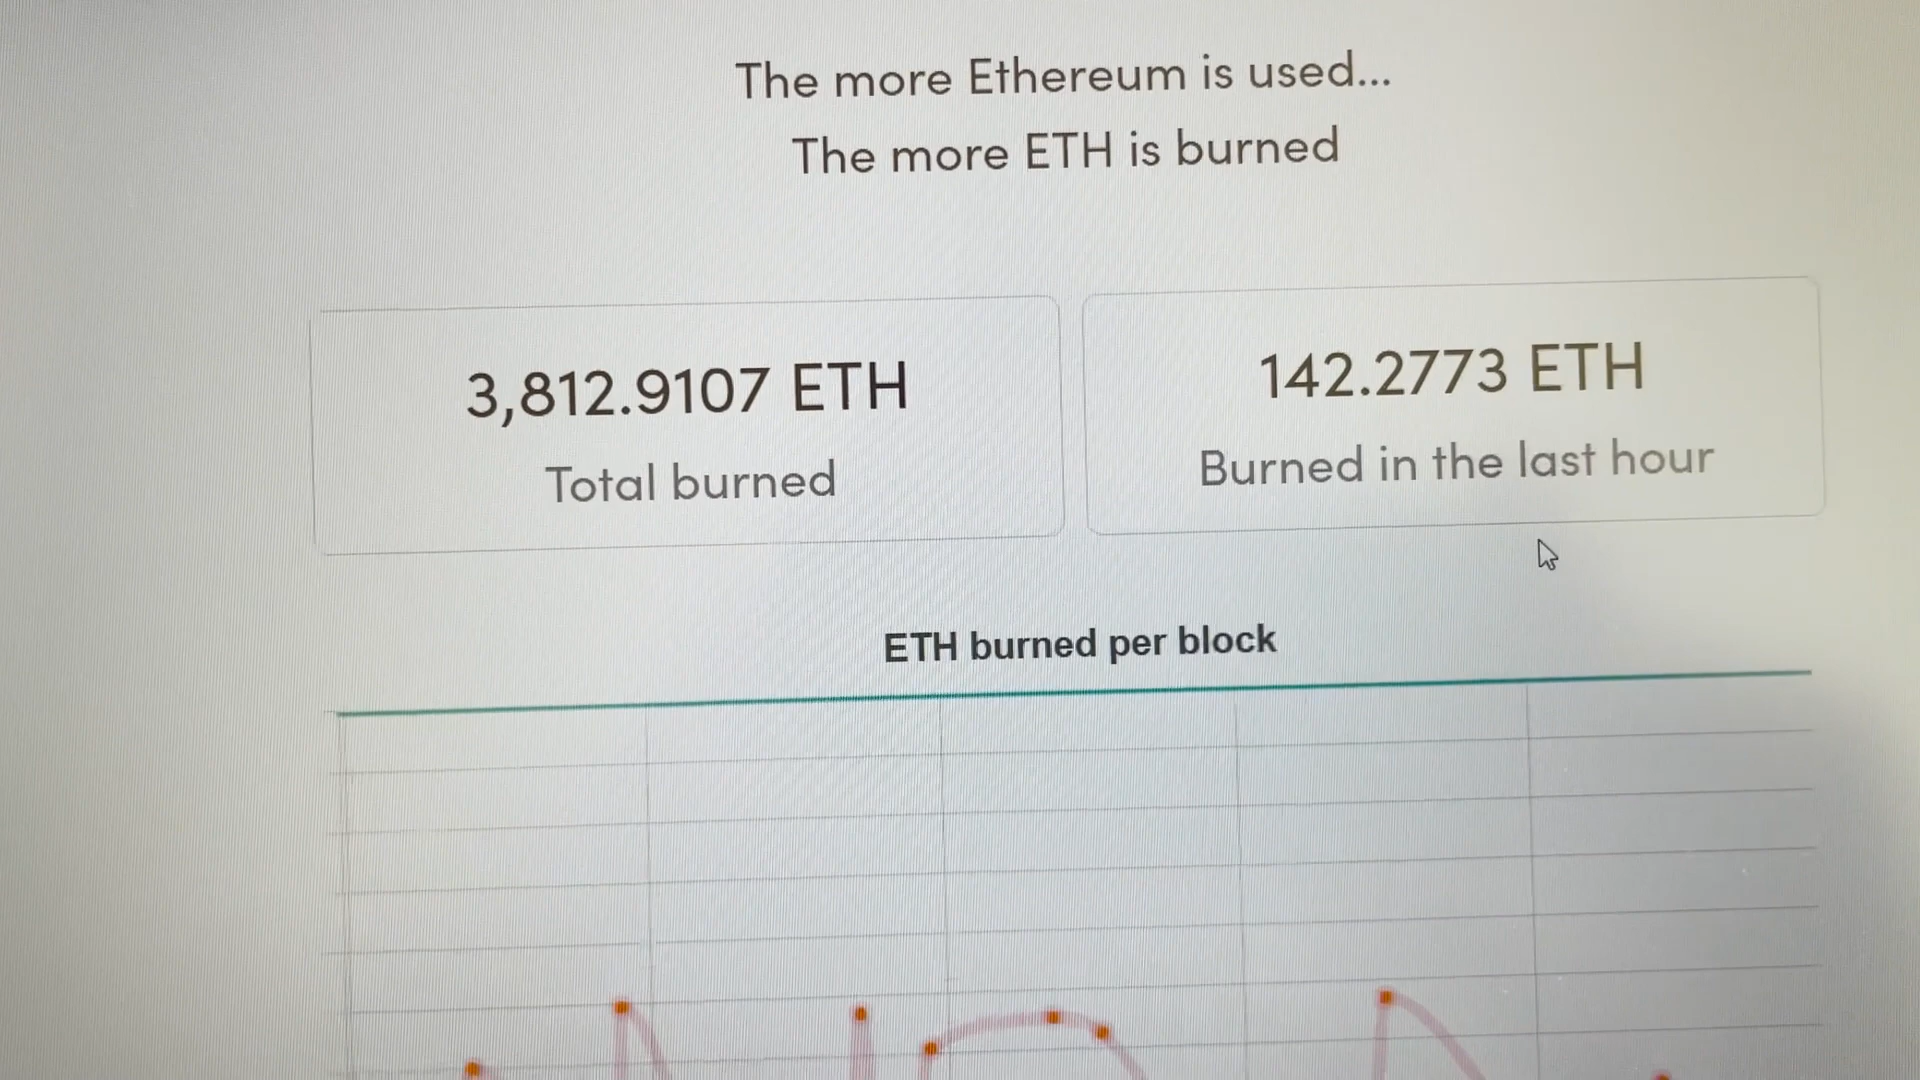 The more Ethereum is used...
The more ETH is burned
3,812.9107 ETH
Total burned
142.2773 ETH
Burned in the last hour
ETH burned per block